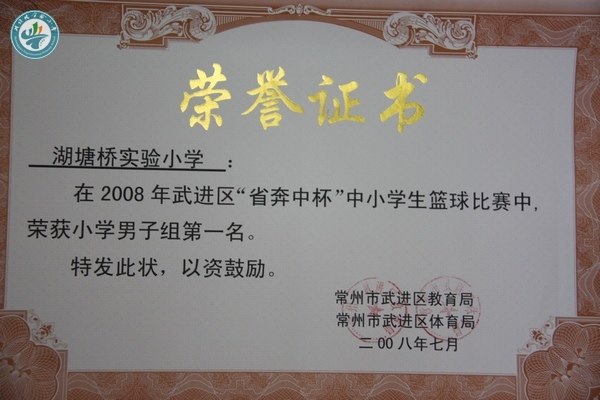 荣誉证书
湖塘桥实验小学：
在2008年武进区“省奔中杯”中小学生篮球比赛中,
荣获小学男子组第一名。
特发此状，以资鼓励。
常州市武进区教育局
常州市武进区体育局
二00八年七月